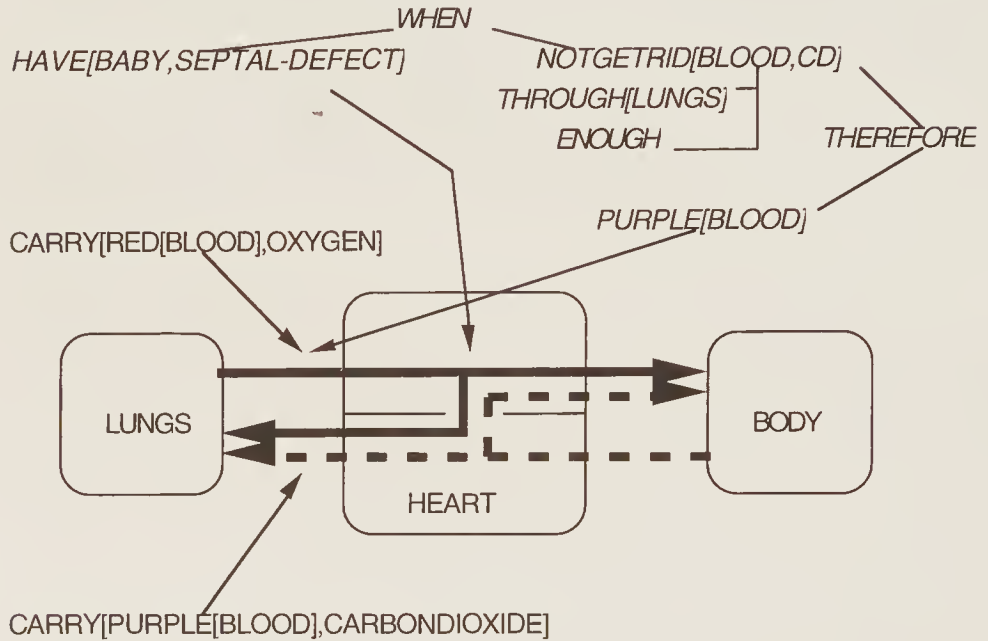 WHEN
HAVE[BABY,SEPTAL-DEFECT]
NOTGETRID[BLOOD,CD]
THROUGH[LUNGS]
ENOUGH
THEREFORE
PURPLE[BLOOD]
CARRY[RED[BLOOD],OXYGEN]
LUNGS
BODY
HEART
CARRY[PURPLE[BLOOD],CARBONDIOXIDE]